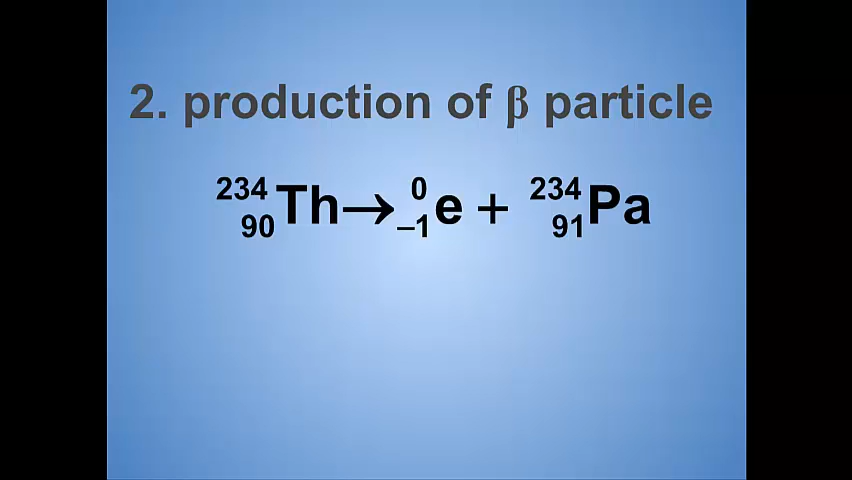 2. production of β particle
²³⁴₉₀Th→⁰₋₁e + ²³⁴₉₁Pa